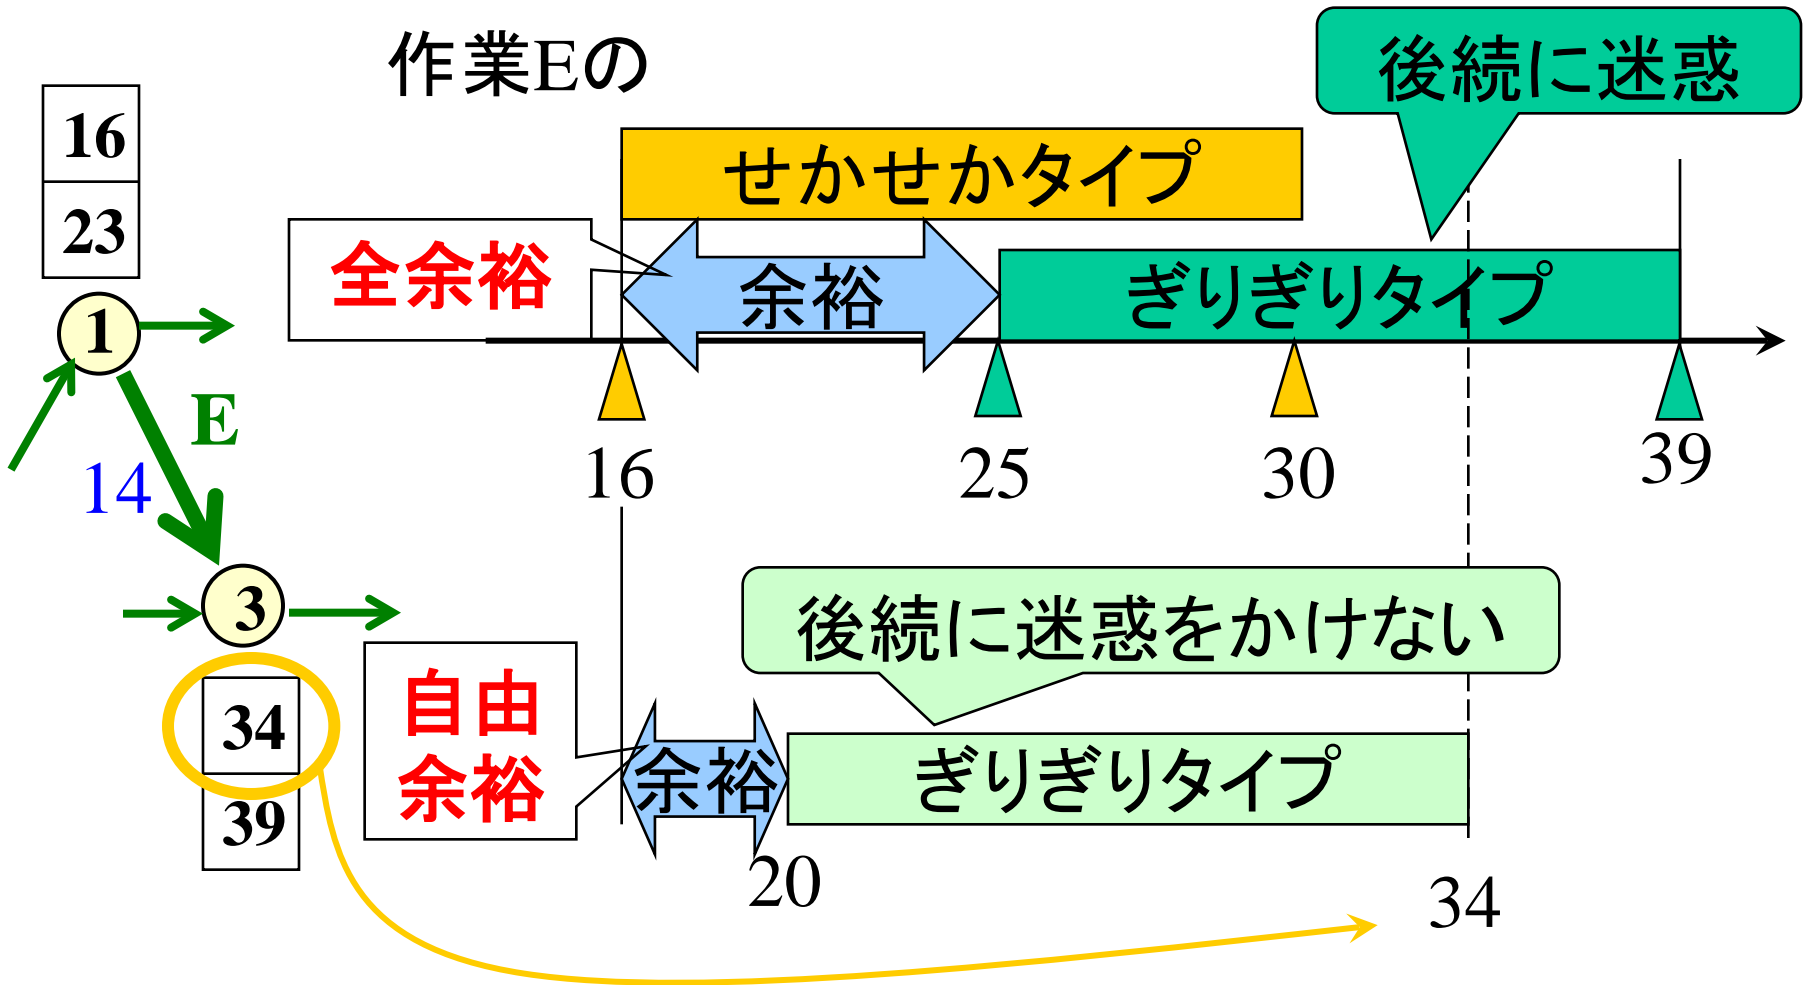 作業Eの
後続に迷惑
16
23
せかせかタイプ
全余裕
余裕
ぎりぎりタイプ
1
E
14
16
25
30
39
3
後続に迷惑をかけない
34
39
自由
余裕
余裕
ぎりぎりタイプ
20
34